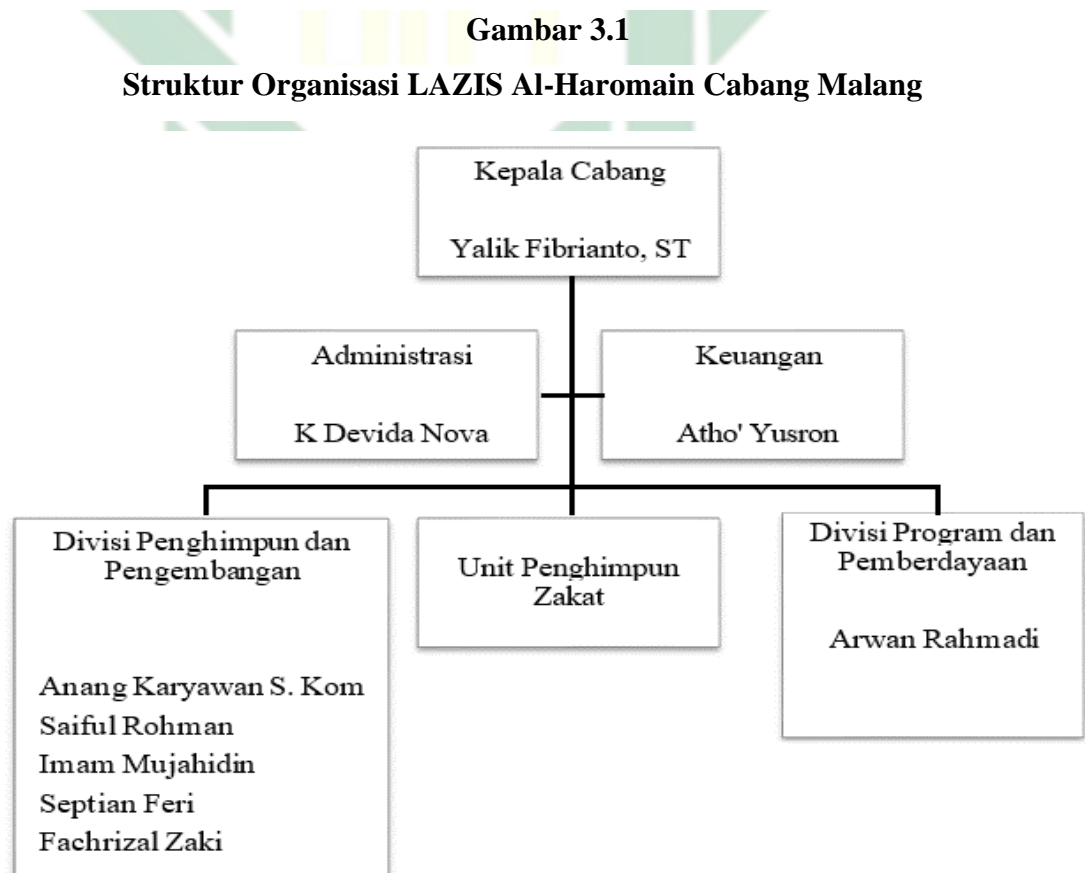 Gambar 3.1
Struktur Organisasi LAZIS Al-Haromain Cabang Malang
Kepala Cabang
Yalik Fibrianto, ST
Administrasi
K Devida Nova
Keuangan
Atho' Yusron
Divisi Penghimpun dan
Pengembangan
Anang Karyawan S. Kom
Saiful Rohman
Imam Mujahidin
Septian Feri
Fachrizal Zaki
Unit Penghimpun
Zakat
Divisi Program dan
Pemberdayaan
Arwan Rahmadi